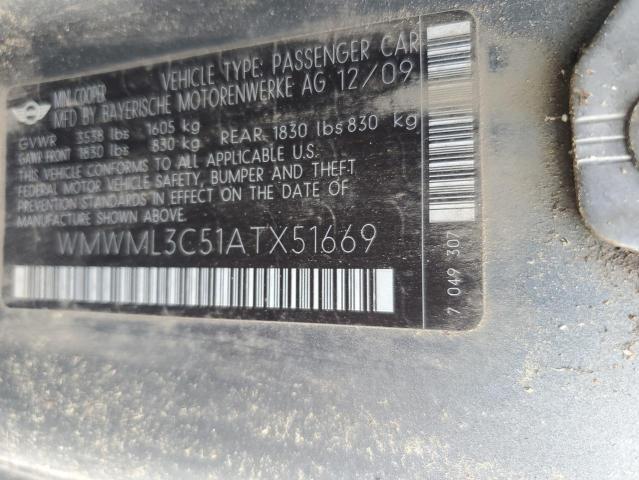 MINI COOPER VEHICLE TYPE: PASSENGER CAR
MFD BY BAYERISCHE MOTORENWERKE AG 12/09
GVWR 3538 lbs 1605 kg
GAWR FRONT 1830 lbs 830 kg REAR 1830 lbs 830 kg
THIS VEHICLE CONFORMS TO ALL APPLICABLE U.S.
FEDERAL MOTOR VEHICLE SAFETY, BUMPER AND THEFT
PREVENTION STANDARDS IN EFFECT ON THE DATE OF
MANUFACTURE SHOWN ABOVE
WMWML3C51ATX51669
7 049 307